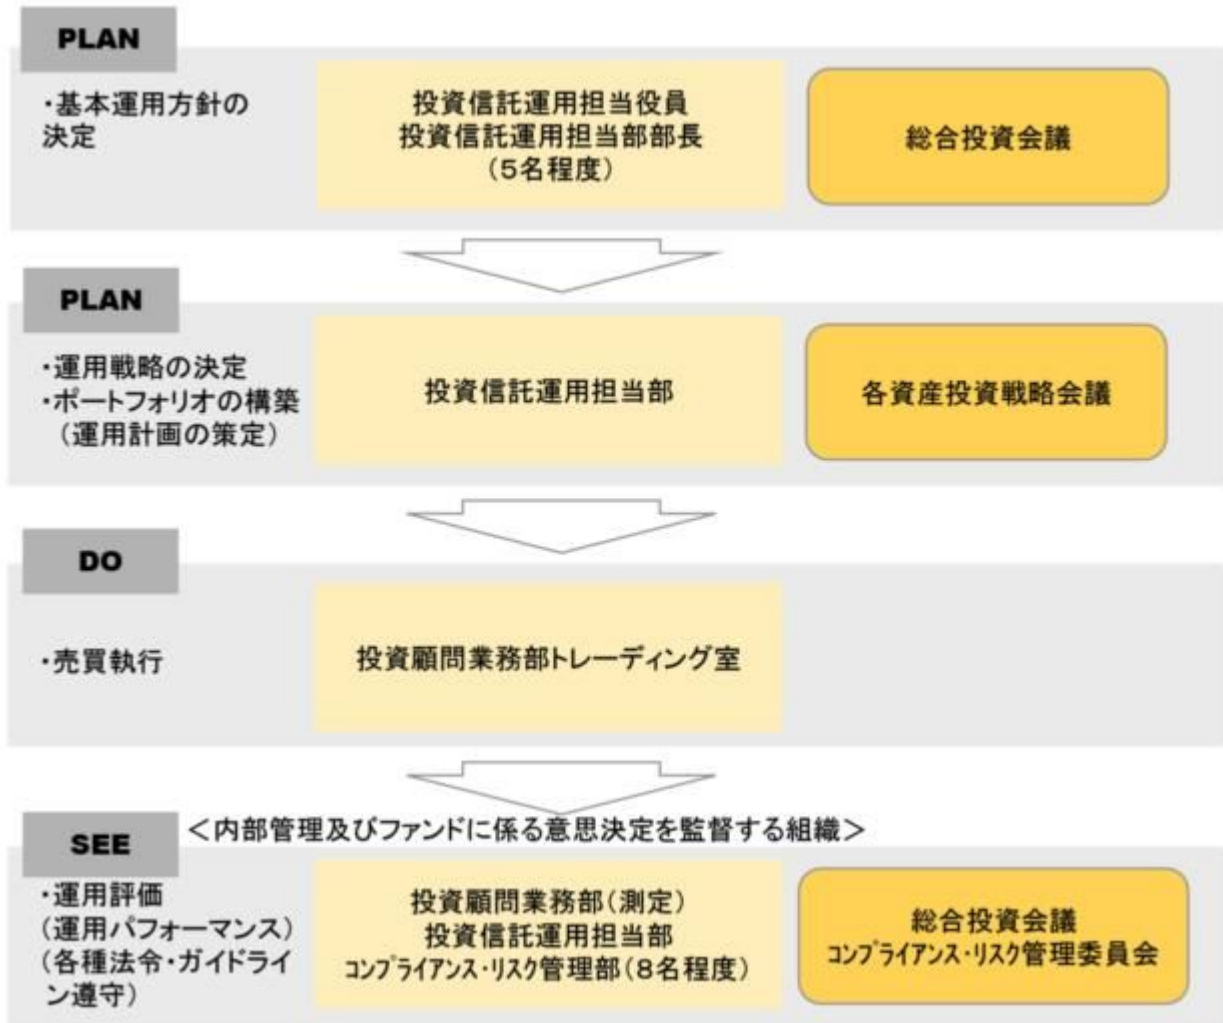 PLAN
・基本運用方針の
決定
投資信託運用担当役員
投資信託運用担当部部長
(5名程度)
総合投資会議
PLAN
・運用戦略の決定
・ポートフォリオの構築
(運用計画の策定)
投資信託運用担当部
各資産投資戦略会議
DO
・売買執行
投資顧問業務部トレーディング室
SEE
＜内部管理及びファンドに係る意思決定を監督する組織＞
・運用評価
(運用パフォーマンス)
(各種法令・ガイドライ
ン遵守)
投資顧問業務部(測定)
投資信託運用担当部
コンプライアンス・リスク管理部(8名程度)
総合投資会議
コンプライアンス・リスク管理委員会